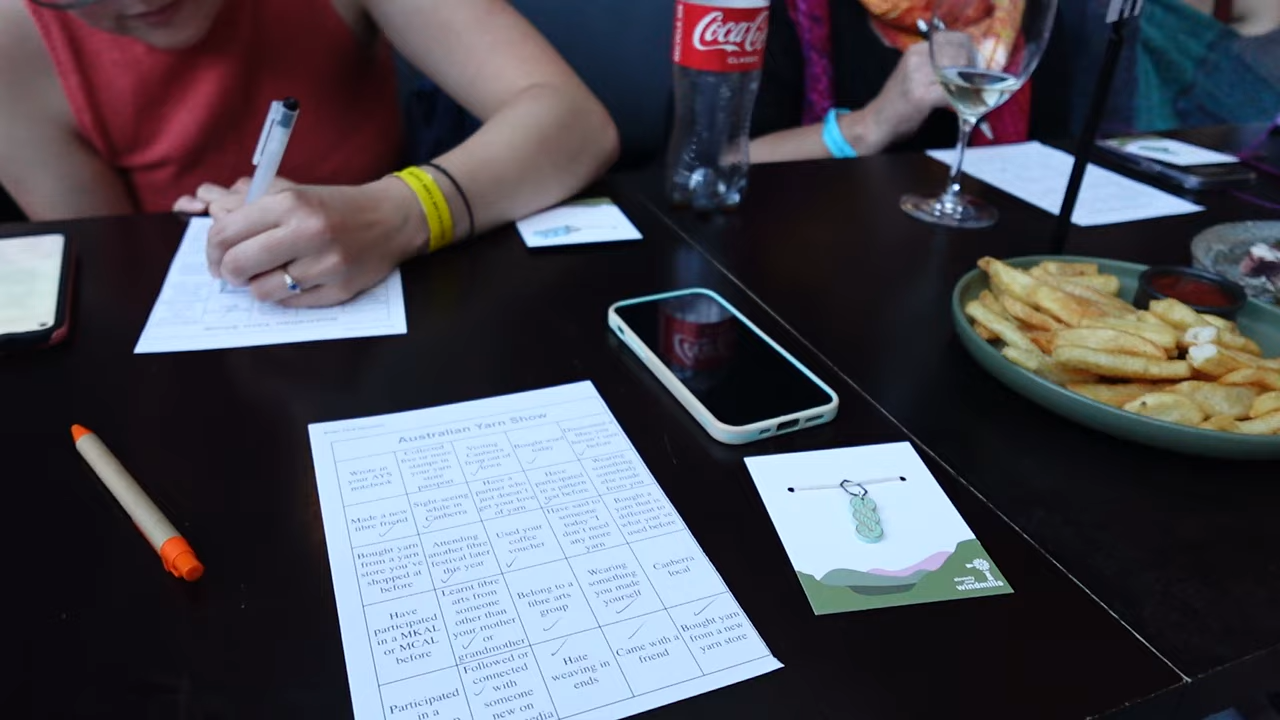 Coca-Co
CLASSIC
Australian Yarn Show
Wrote in
your AYS
notebook
Collected
five or more
stamps in
your yarn
store
passport
Visiting
Canberra
from out of
town
Bought
today
before
Made a new
fibre friend
Sight-seeing
while in
Canberra
Have a
partner who
just doesn't
get your love
of yarn
Have
participated
in a pattern
test before
Wearing
something
somebody
else made
from you
Bought yarn
from a yarn
store you've
shopped at
before
Attending
another fibre
festival later
this year
Used your
coffee
voucher
Have said to
someone
today "I
don't need
any more
yarn
Bought a
yarn that is
different to
what you've
used before
Have
participated
in a MKAL
or MCAL
before
Learnt fibre
arts from
someone
other than
your mother
or
grandmother
Belong to a
fibre arts
group
Wearing
something
you made
yourself
Canberra
local
Participated
in a
Followed or
connected
with
someone
new on
Hate
weaving in
ends
Came with a
friend
Bought yarn
from a new
yarn store
windmills